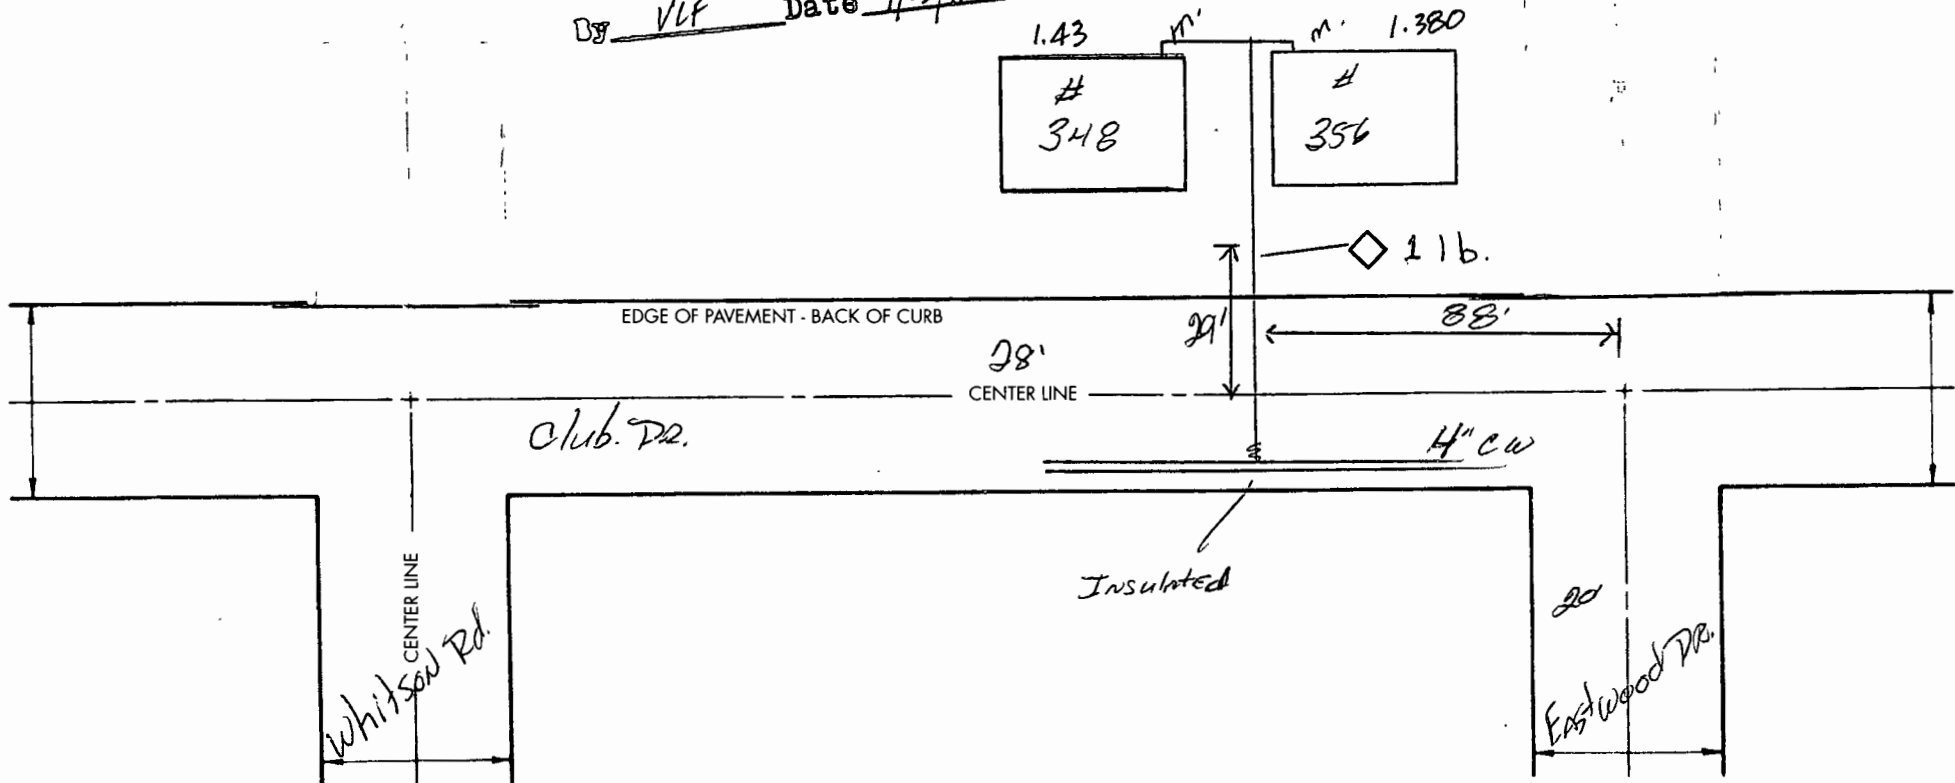 By VLF Date
1.43 m' m' 1.380
# 348
# 356
1 lb.
EDGE OF PAVEMENT - BACK OF CURB
29'
88'
28'
CENTER LINE
Club. DR.
4" CW
Insulated
CENTER LINE
Whitson Rd.
20
Eastwood DR.